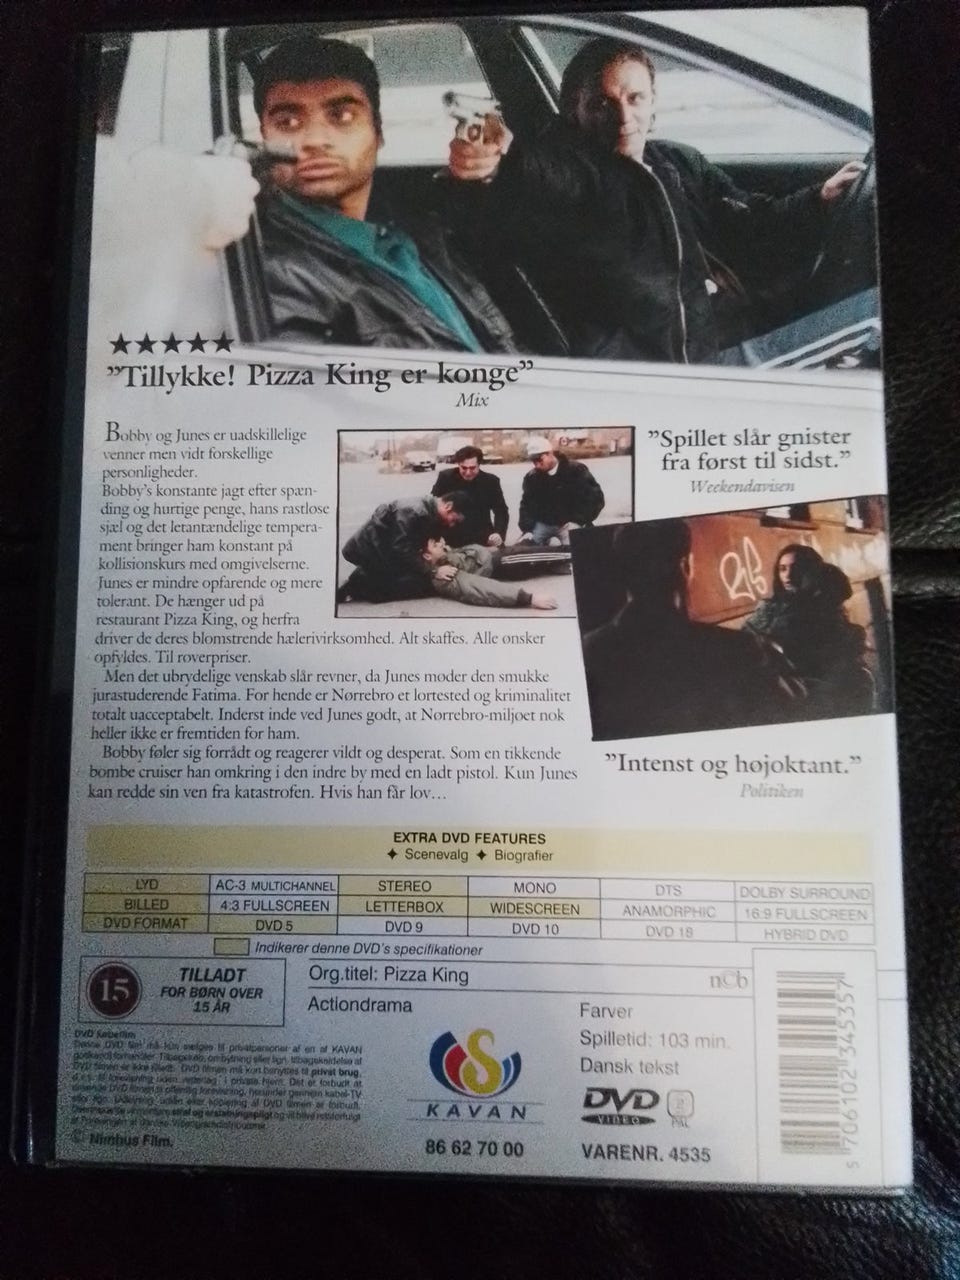 ★★★★★
”Tillykke! Pizza King er konge”
Mix
Bobby og Junes er uadskillelige
venner men vidt forskellige
personligheder.
Bobby's konstante jagt efter spæn-
ding og hurtige penge, hans rastløse
sjæl og det letantændelige tempera-
ment bringer ham konstant på
kollisionskurs med omgivelserne.
Junes er mindre opfarende og mere
tolerant. De hænger ud på
restaurant Pizza King, og herfra
driver de deres blomstrende hælerivirksomhed. Alt skaffes. Alle ønsker
opfyldes. Til røverpriser.
Men det ubrydelige venskab slår revner, da Junes møder den smukke
jurastuderende Fatima. For hende er Nørrebro et lortested og kriminalitet
totalt uacceptabelt. Inderst inde ved Junes godt, at Nørrebro-miljøet nok
heller ikke er fremtiden for ham.
Bobby føler sig forrådt og reagerer vildt og desperat. Som en tikkende
bombe cruiser han omkring i den indre by med en ladt pistol. Kun Junes
kan redde sin ven fra katastrofen. Hvis han får lov...
”Spillet slår gnister
fra først til sidst.”
Weekendavisen
”Intenst og højoktant.”
Politiken
EXTRA DVD FEATURES
✦ Scenevalg ✦ Biografier
LYD AC-3 MULTICHANNEL STEREO MONO DTS DOLBY SURROUND
BILLED 4:3 FULLSCREEN LETTERBOX WIDESCREEN ANAMORPHIC 16:9 FULLSCREEN
DVD FORMAT DVD 5 DVD 9 DVD 10 DVD 18 HYBRID DVD
Indikerer denne DVD's specifikationer
15
TILLADT
FOR BØRN OVER
15 ÅR
Org.titel: Pizza King
ncb
Actiondrama
Farver
Spilletid: 103 min.
Dansk tekst
DVD
VIDEO
2
PAL
KAVAN
86 62 70 00
VARENR. 4535
DVD Købefilm
© Nimbus Film.
5 706102 345357